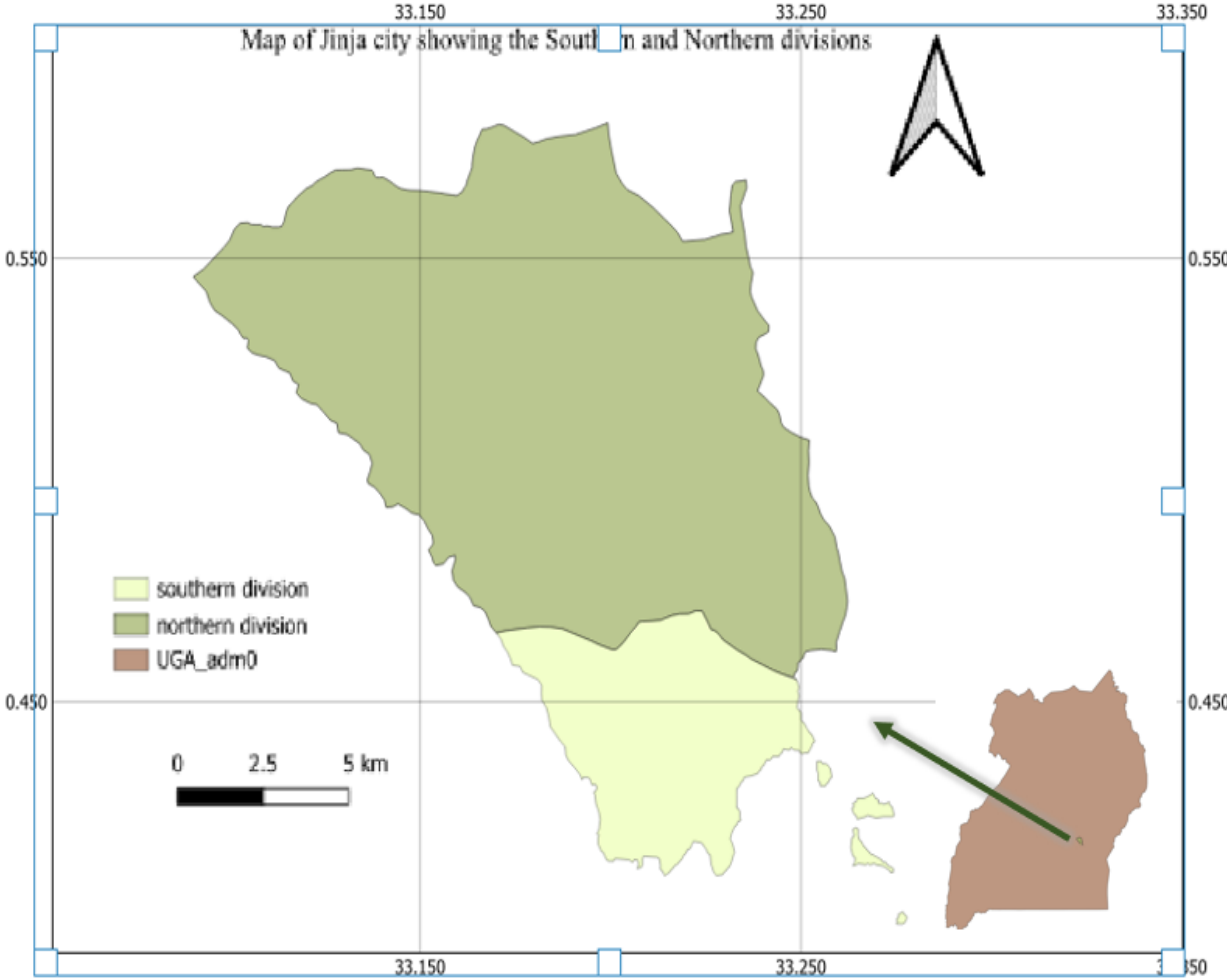 33.150 33.250 33.350
Map of Jinja city showing the South n and Northern divisions
0.550 0.550
southern division
northern division
UGA_adm0
0.450 0.450
0 2.5 5 km
33.150 33.250 350